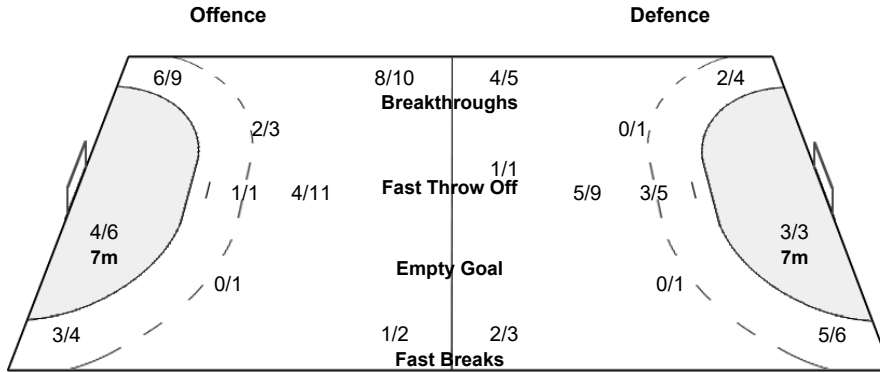 Offence Defence
6/9 8/10 4/5 2/4
Breakthroughs
2/3 0/1
1/1
Fast Throw Off
1/1 4/11 5/9 3/5
4/6 3/3
7m 7m
Empty Goal
0/1 0/1
3/4 1/2 2/3 5/6
Fast Breaks